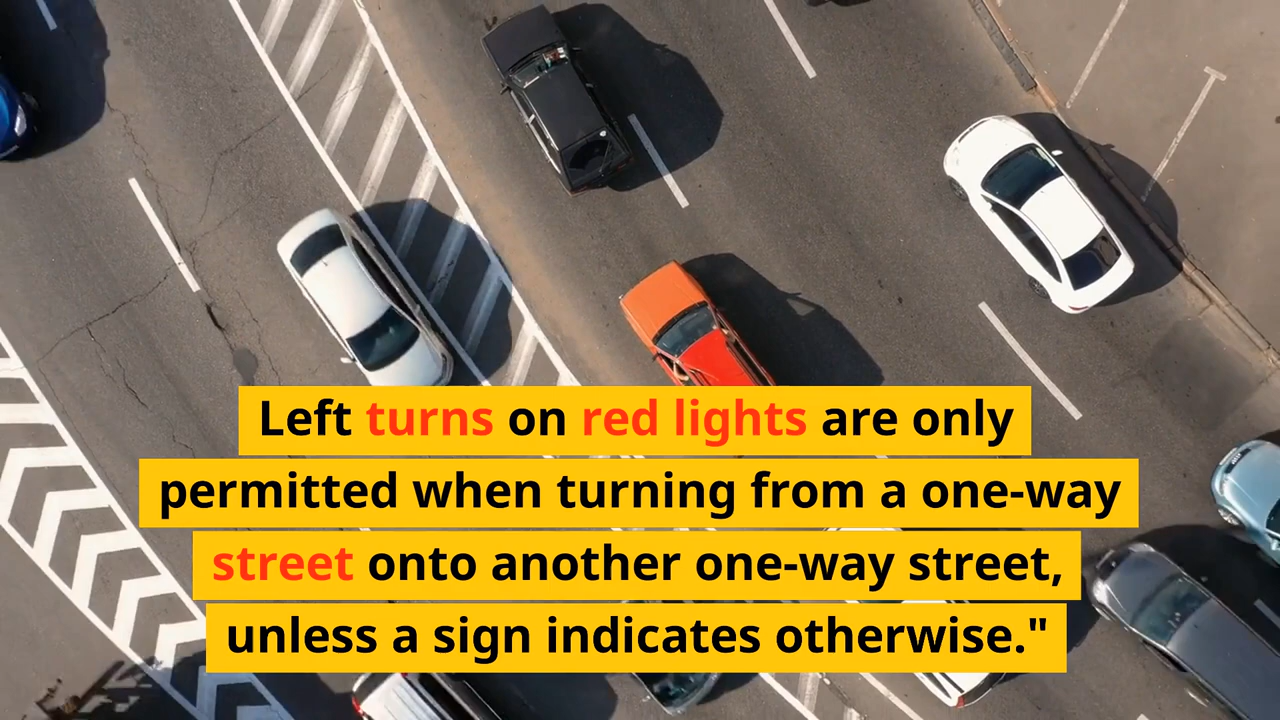 Left turns on red lights are only
permitted when turning from a one-way
street onto another one-way street,
unless a sign indicates otherwise."